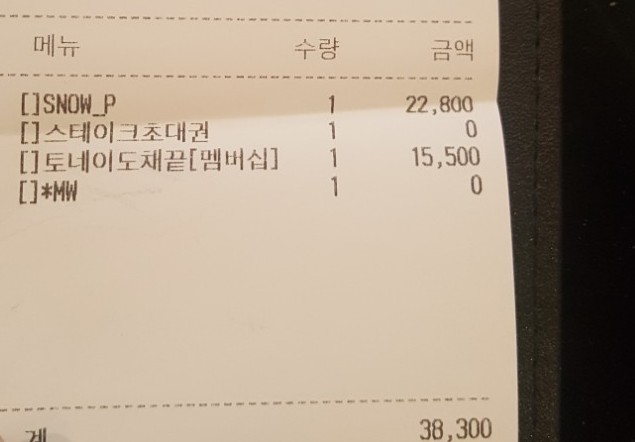 메뉴 수량 금액
[]SNOW_P 1 22,800
[]스테이크초대권 1 0
[]토네이도채끝[멤버십] 1 15,500
[]*MW 1 0
계 38,300